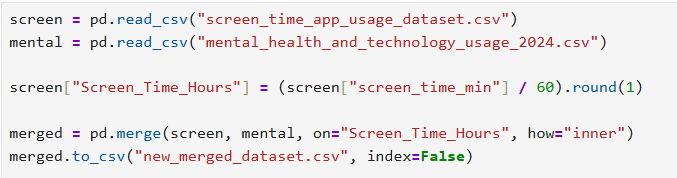 screen = pd.read_csv("screen_time_app_usage_dataset.csv")
mental = pd.read_csv("mental_health_and_technology_usage_2024.csv")
screen["Screen_Time_Hours"] = (screen["screen_time_min"] / 60).round(1)
merged = pd.merge(screen, mental, on="Screen_Time_Hours", how="inner")
merged.to_csv("new_merged_dataset.csv", index=False)